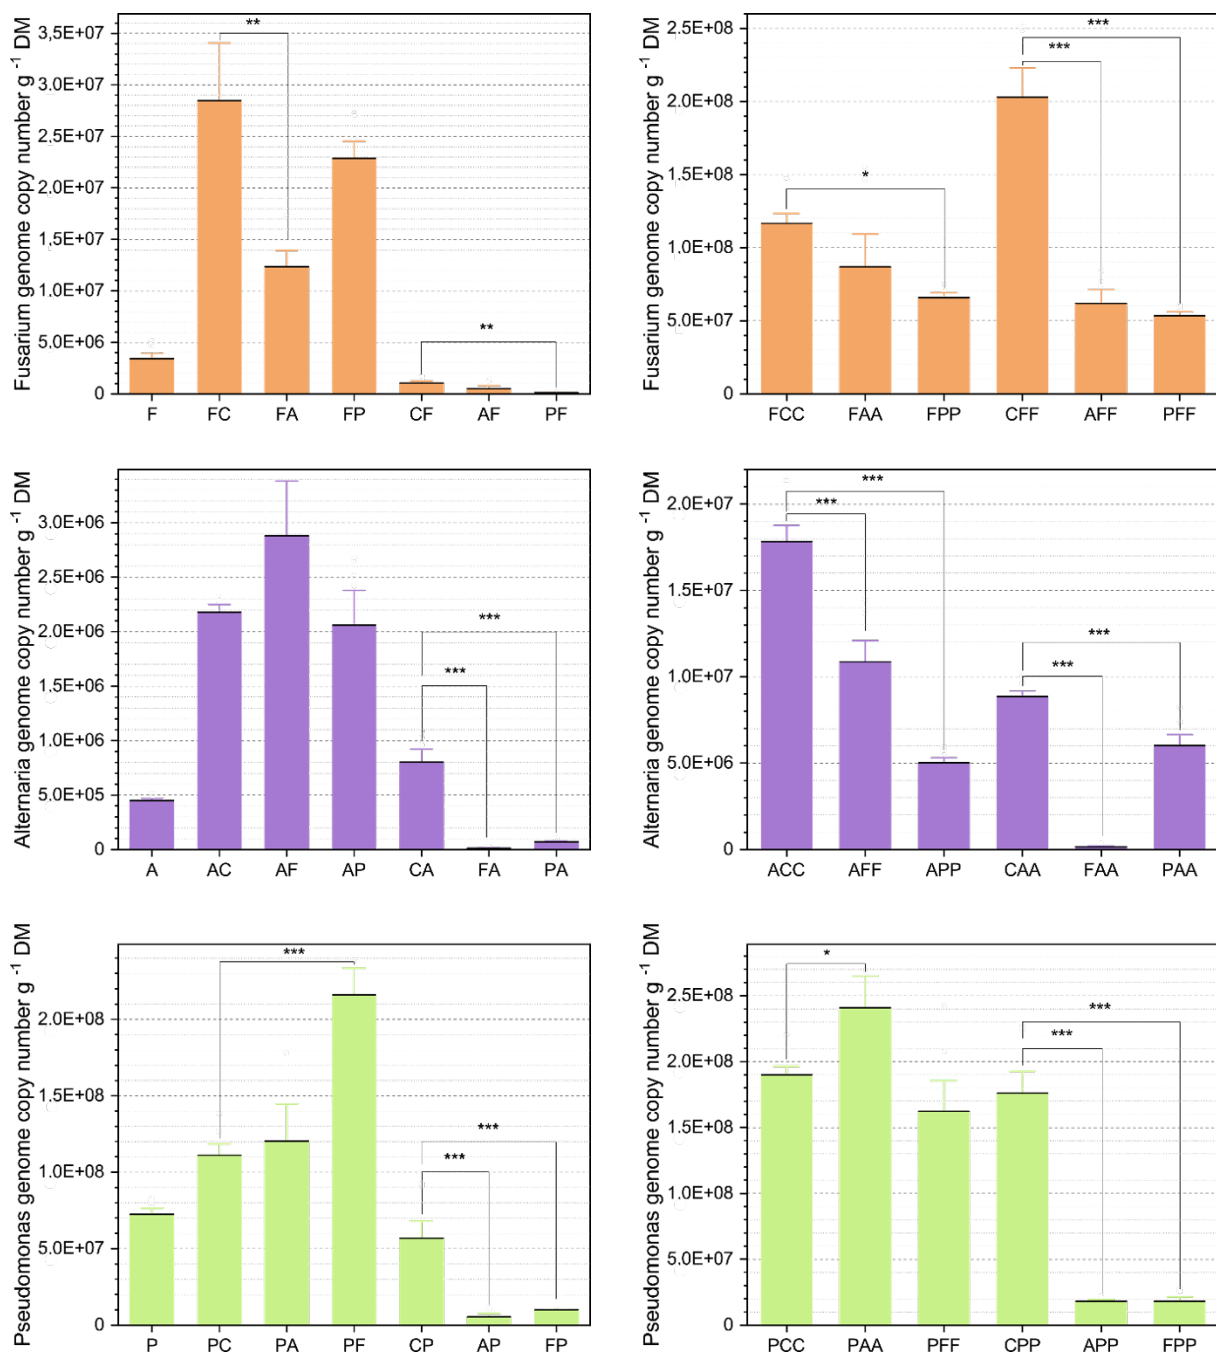 Fusarium genome copy number g ⁻¹ DM
3,5E+07
3.0E+07
2.5E+07
2.0E+07
1.5E+07
1.0E+07
5.0E+06
0
**
**
F FC FA FP CF AF PF
Fusarium genome copy number g ⁻¹ DM
2.5E+08
2.0E+08
1.5E+08
1.0E+08
5.0E+07
0
*
***
***
FCC FAA FPP CFF AFF PFF
Alternaria genome copy number g ⁻¹ DM
3.0E+06
2.5E+06
2.0E+06
1.5E+06
1.0E+06
5.0E+05
0
***
***
A AC AF AP CA FA PA
Alternaria genome copy number g ⁻¹ DM
2.0E+07
1.5E+07
1.0E+07
5.0E+06
0
***
***
***
***
ACC AFF APP CAA FAA PAA
Pseudomonas genome copy number g ⁻¹ DM
2.0E+08
1.5E+08
1.0E+08
5.0E+07
0
***
***
***
P PC PA PF CP AP FP
Pseudomonas genome copy number g ⁻¹ DM
2.5E+08
2.0E+08
1.5E+08
1.0E+08
5.0E+07
0
*
***
***
PCC PAA PFF CPP APP FPP